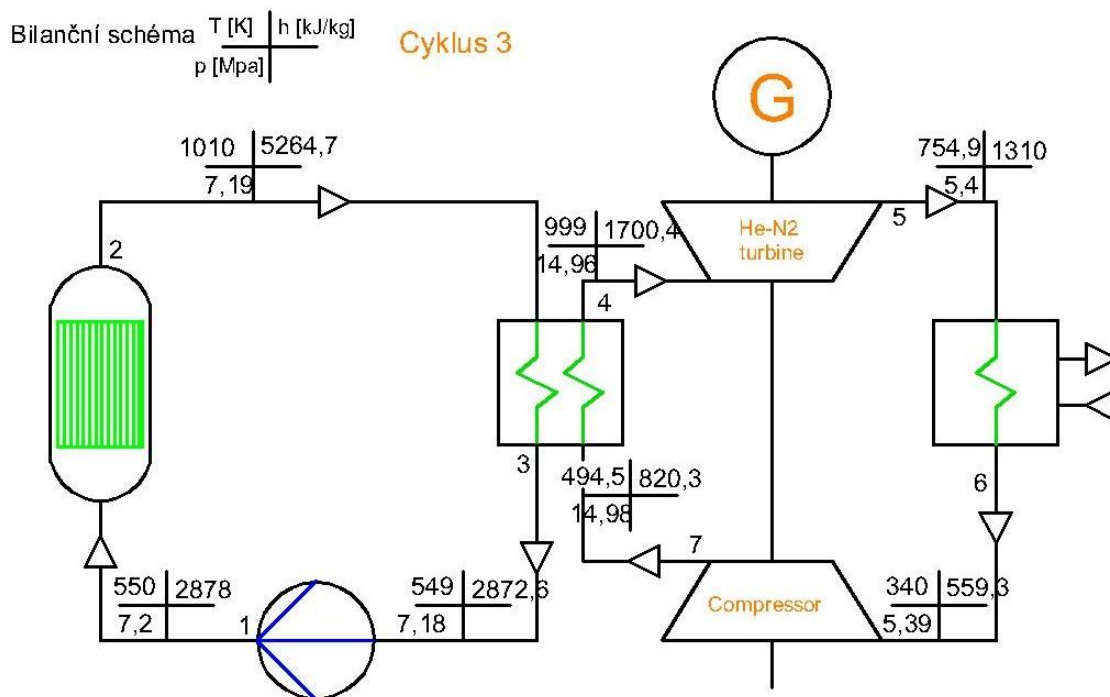 Bilanční schéma
T [K] h [kJ/kg]
p [Mpa]
Cyklus 3
G
1010 5264,7
7,19
754,9 1310
5,4
2
5
He-N2
turbine
999 1700,4
14,96
4
3
494,5 820,3
14,98
6
7
550 2878
7,2
1
549 2872,6
7,18
Compressor
340 559,3
5,39